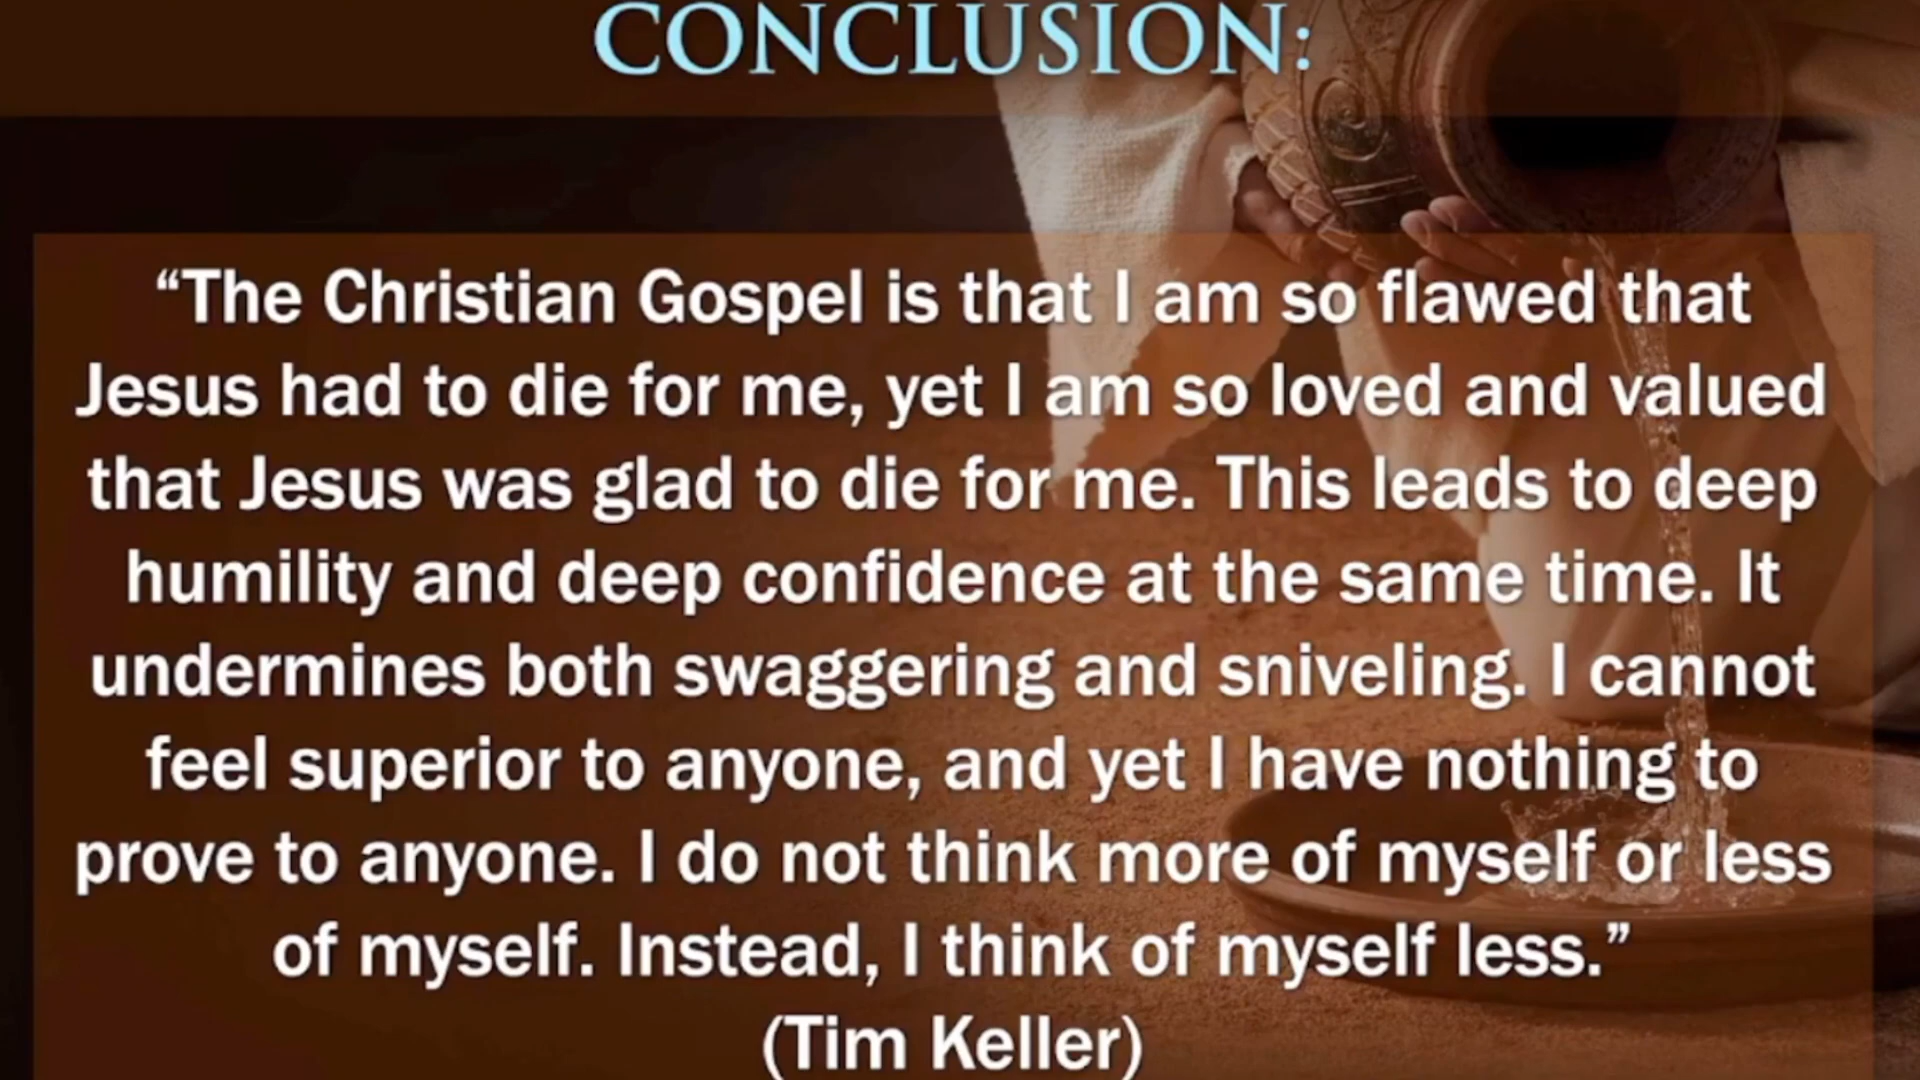 CONCLUSION:
“The Christian Gospel is that I am so flawed that
Jesus had to die for me, yet I am so loved and valued
that Jesus was glad to die for me. This leads to deep
humility and deep confidence at the same time. It
undermines both swaggering and sniveling. I cannot
feel superior to anyone, and yet I have nothing to
prove to anyone. I do not think more of myself or less
of myself. Instead, I think of myself less.”
(Tim Keller)